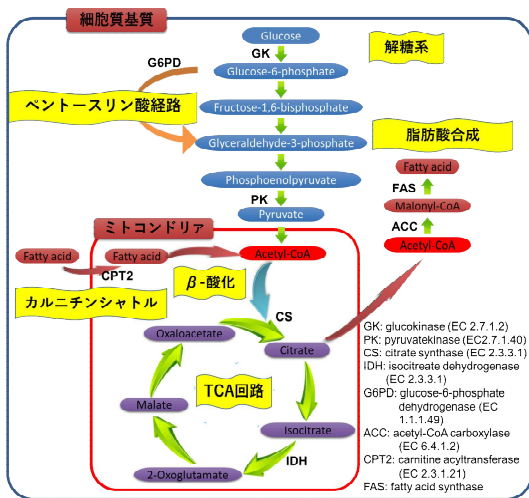 細胞質基質
Glucose
GK
解糖系
G6PD
Glucose-6-phosphate
ペントースリン酸経路
Fructose-1,6-bisphosphate
Glyceraldehyde-3-phosphate
脂肪酸合成
Fatty acid
FAS
Phosphoenolpyruvate
Malonyl-CoA
PK
ACC
Pyruvate
Acetyl-CoA
ミトコンドリア
Fatty acid
Fatty acid
Acetyl-CoA
CPT2
β-酸化
カルニチンシャトル
CS
Oxaloacetate
Citrate
TCA回路
Malate
Isocitrate
IDH
2-Oxoglutamate
GK: glucokinase (EC 2.7.1.2)
PK: pyruvatekinase (EC2.7.1.40)
CS: citrate synthase (EC 2.3.3.1)
IDH: isocitreate dehydrogenase
(EC 2.3.3.1)
G6PD: glucose-6-phosphate
dehydrogenase (EC
1.1.1.49)
ACC: acetyl-CoA carboxylase
(EC 6.4.1.2)
CPT2: carnitine acyltransferase
(EC 2.3.1.21)
FAS: fatty acid synthase